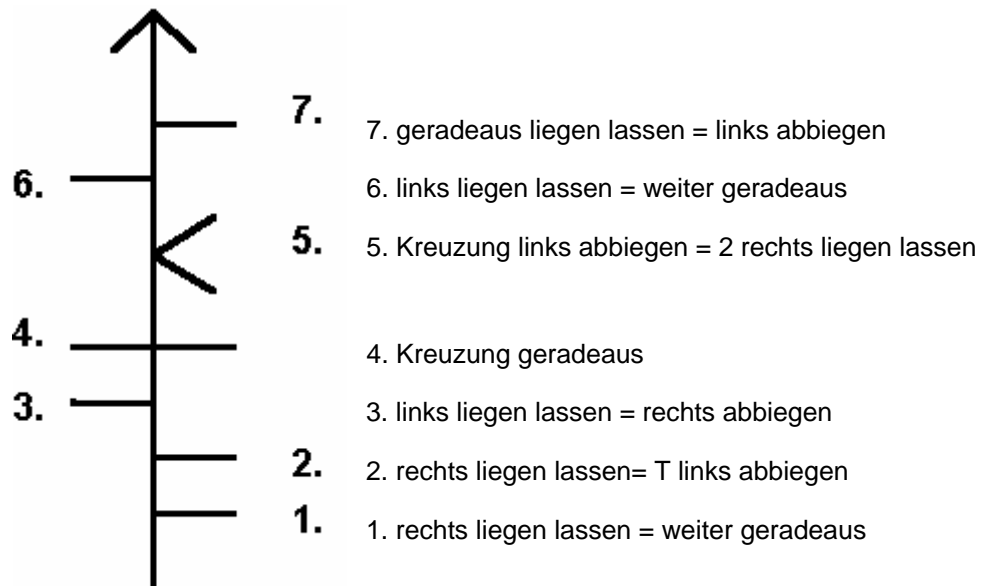 7. 7. geradeaus liegen lassen = links abbiegen
6. 6. links liegen lassen = weiter geradeaus
5. 5. Kreuzung links abbiegen = 2 rechts liegen lassen
4. 4. Kreuzung geradeaus
3. 3. links liegen lassen = rechts abbiegen
2. 2. rechts liegen lassen= T links abbiegen
1. 1. rechts liegen lassen = weiter geradeaus